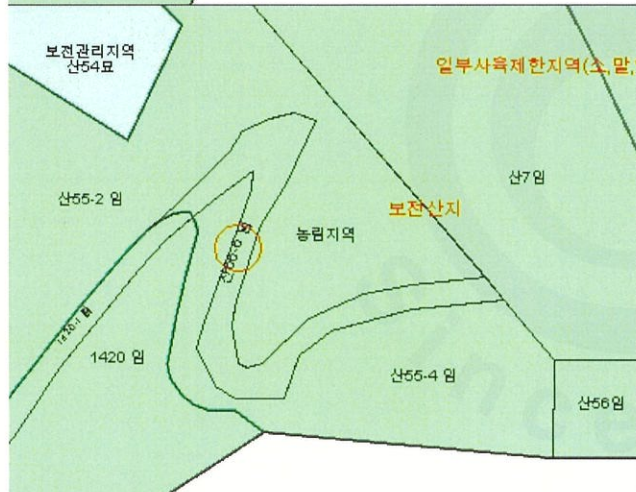 보전관리지역
산54묘
일부사육제한지역(소,말,
산7임
산55-2 임
보전산지
농림지역
1420 임
산55-4 임
산56임
since